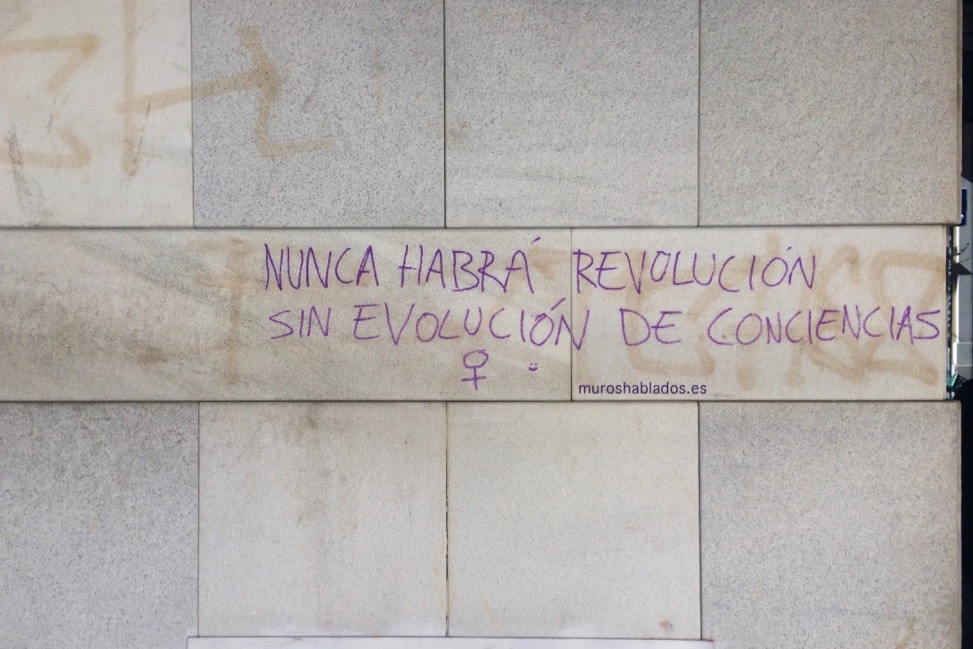 NUNCA HABRÁ REVOLUCIÓN
SIN EVOLUCIÓN DE CONCIENCIAS
muroshablados.es